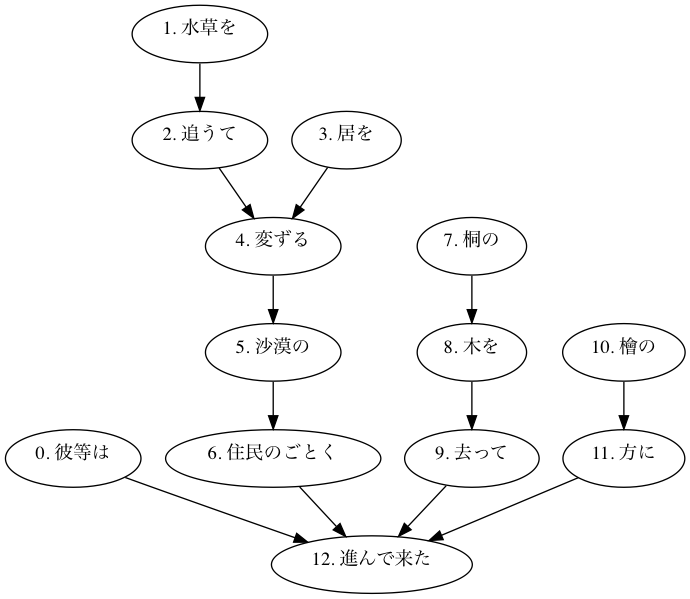 1. 水草を
2. 追うて
3. 居を
4. 変ずる
7. 桐の
5. 沙漠の
8. 木を
10. 檜の
0. 彼等は
6. 住民のごとく
9. 去って
11. 方に
12. 進んで来た